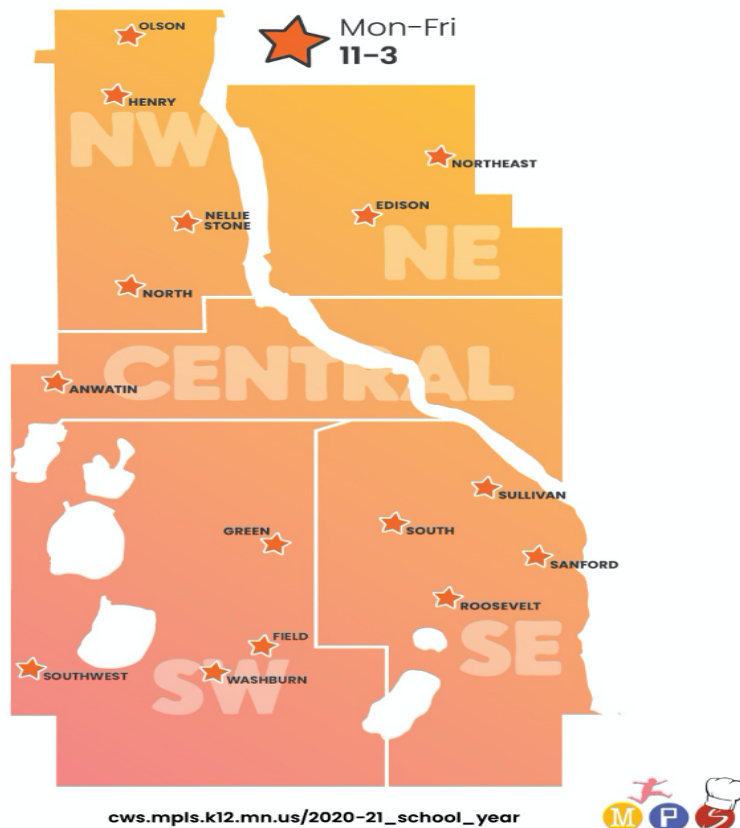 OLSON
Mon-Fri
11-3
HENRY
NW
NORTHEAST
EDISON
NELLIE
STONE
NE
NORTH
CENTRAL
ANWATIN
SULLIVAN
SOUTH
GREEN
SANFORD
ROOSEVELT
FIELD
SE
SOUTHWEST
WASHBURN
SW
cws.mpls.k12.mn.us/2020-21_school_year
M P S